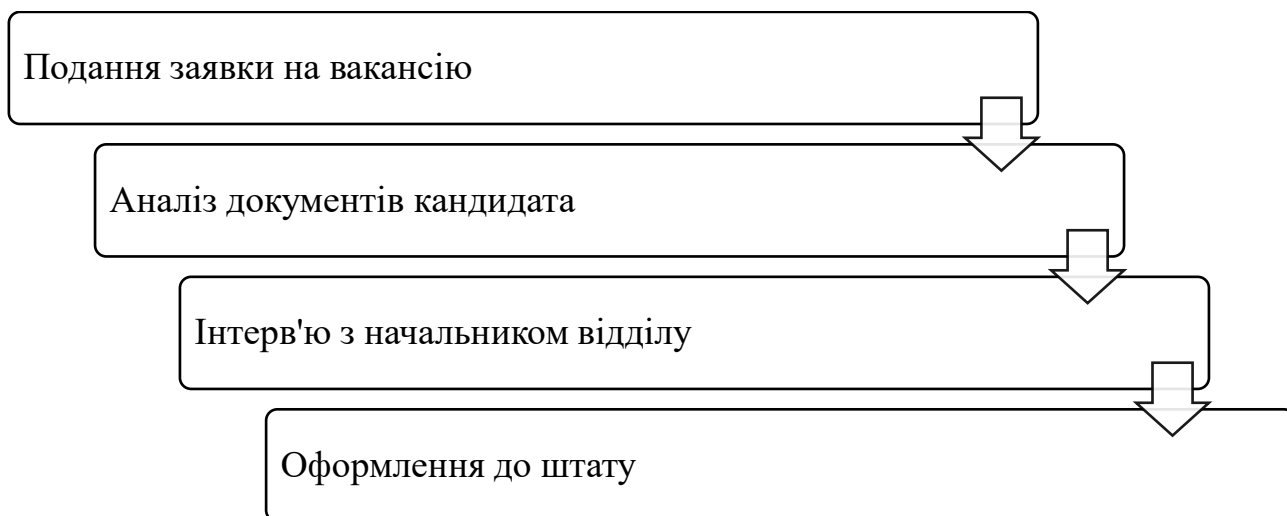 Подання заявки на вакансію
Аналіз документів кандидата
Інтерв'ю з начальником відділу
Оформлення до штату